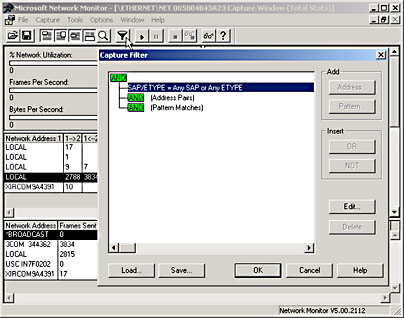 Microsoft Network Monitor - [\ETHERNET\NET 005004B43A23 Capture Window (Total Stats)]
File Capture Tools Options Window Help
% Network Utilization:
0
0
Frames Per Second:
0
Bytes Per Second:
0
Network Address 1 1-->2 1<--2
LOCAL 17
LOCAL 1
LOCAL 9 7
LOCAL 2788 3834
XIRCOM9A4391 10
Network Address Frames Sent
*BROADCAST 0
3COM 344362 3834
LOCAL 2815
USC IN7F0202 0
XIRCOM9A4391 17
Capture Filter
AND
SAP/ETYPE = Any SAP or Any ETYPE
AND (Address Pairs)
AND (Pattern Matches)
Add
Address...
Pattern...
Insert
OR
NOT
Edit...
Delete
Load...
Save...
OK
Cancel
Help
Network Monitor V5.00.2112